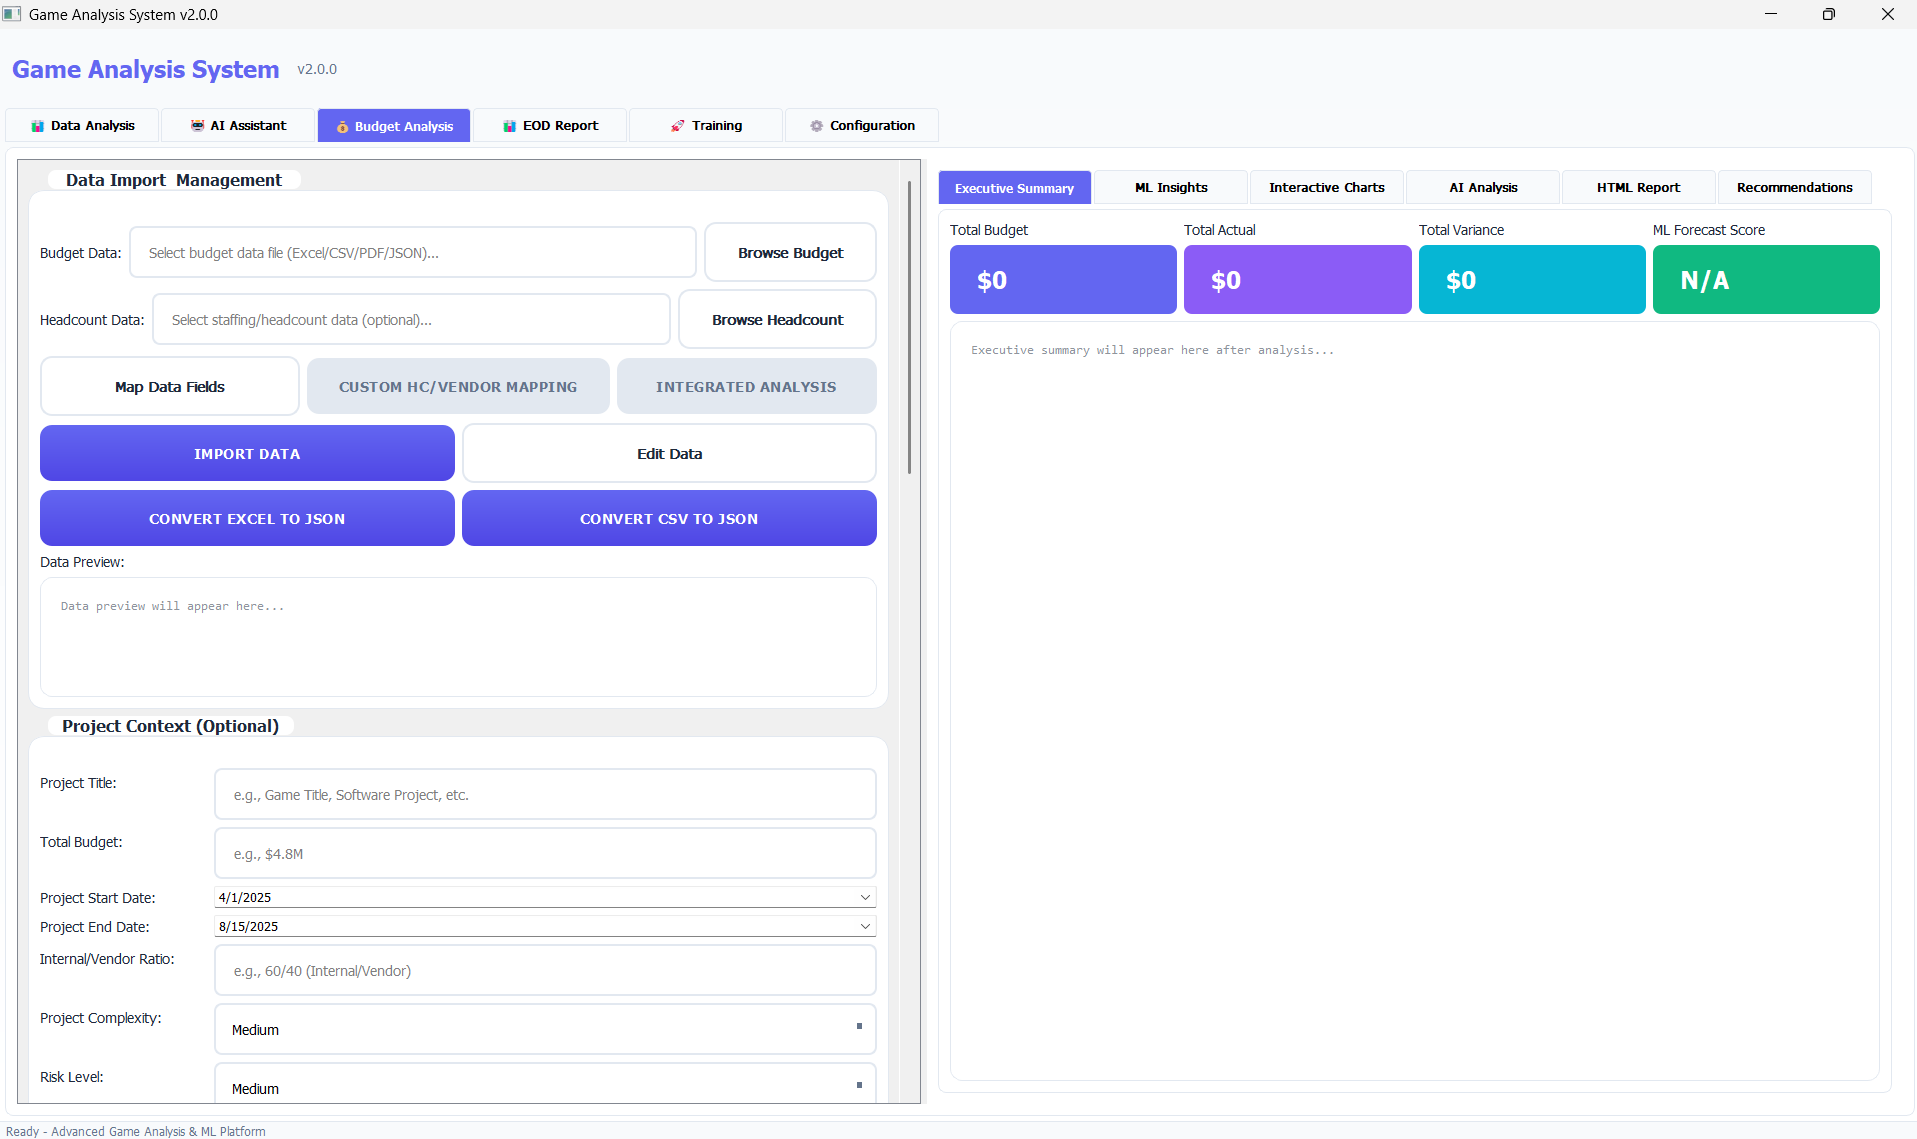 Game Analysis System v2.0.0
Game Analysis System v2.0.0
Data Analysis
AI Assistant
Budget Analysis
EOD Report
Training
Configuration
Data Import  Management
Budget Data:
Select budget data file (Excel/CSV/PDF/JSON)...
Browse Budget
Headcount Data:
Select staffing/headcount data (optional)...
Browse Headcount
Map Data Fields
CUSTOM HC/VENDOR MAPPING
INTEGRATED ANALYSIS
IMPORT DATA
Edit Data
CONVERT EXCEL TO JSON
CONVERT CSV TO JSON
Data Preview:
Data preview will appear here...
Project Context (Optional)
Project Title:
e.g., Game Title, Software Project, etc.
Total Budget:
e.g., $4.8M
Project Start Date:
4/1/2025
Project End Date:
8/15/2025
Internal/Vendor Ratio:
e.g., 60/40 (Internal/Vendor)
Project Complexity:
Medium
Risk Level:
Medium
Executive Summary
ML Insights
Interactive Charts
AI Analysis
HTML Report
Recommendations
Total Budget
$0
Total Actual
$0
Total Variance
$0
ML Forecast Score
N/A
Executive summary will appear here after analysis...
Ready - Advanced Game Analysis & ML Platform